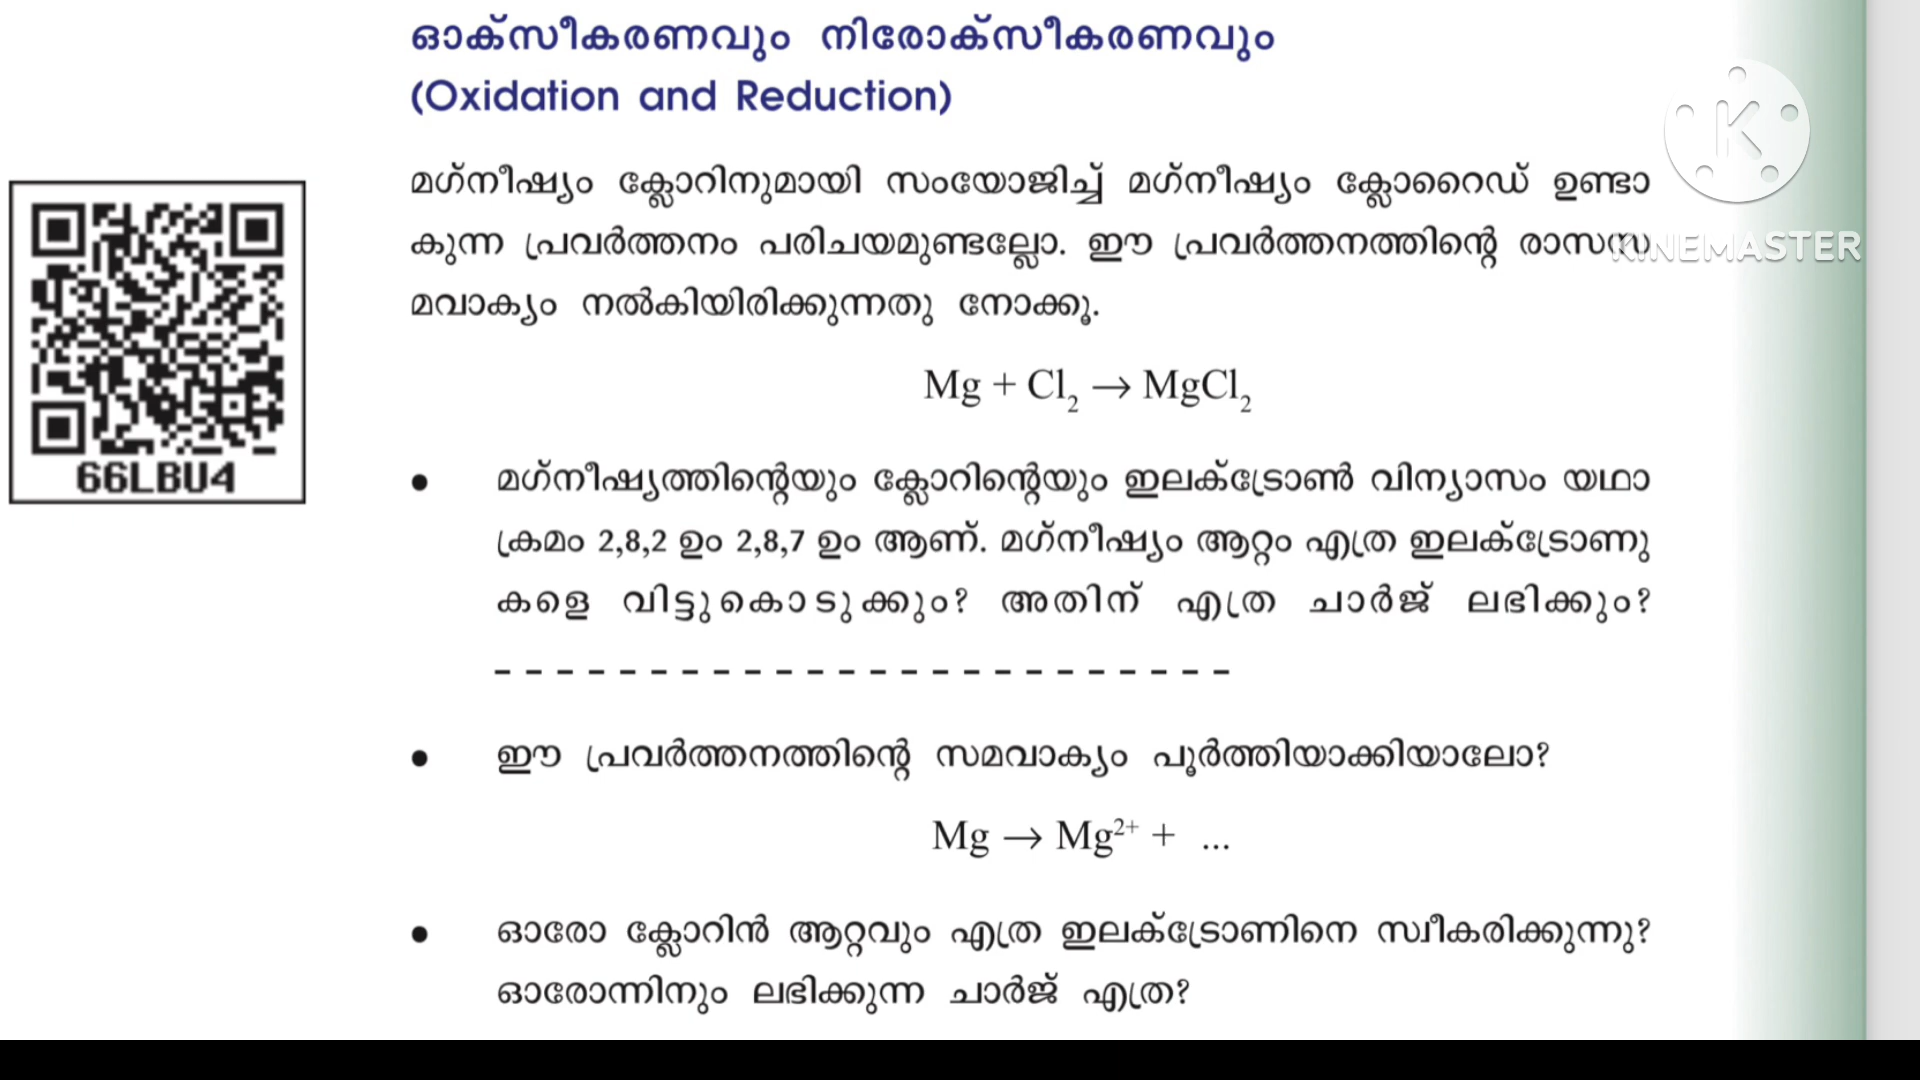 ഓക്സീകരണവും നിരോക്സീകരണവും
(Oxidation and Reduction)
മഗ്നീഷ്യം ക്ലോറിനുമായി സംയോജിച്ച് മഗ്നീഷ്യം ക്ലോറൈഡ് ഉണ്ടാ
കുന്ന പ്രവർത്തനം പരിചയമുണ്ടല്ലോ. ഈ പ്രവർത്തനത്തിന്റെ രാസസ
മവാക്യം നൽകിയിരിക്കുന്നതു നോക്കൂ.
KINEMASTER
Mg + Cl₂ → MgCl₂
66LBU4
• മഗ്നീഷ്യത്തിന്റെയും ക്ലോറിന്റെയും ഇലക്ട്രോൺ വിന്യാസം യഥാ
ക്രമം 2,8,2 ഉം 2,8,7 ഉം ആണ്. മഗ്നീഷ്യം ആറ്റം എത്ര ഇലക്ട്രോണു
കളെ വിട്ടുകൊടുക്കും? അതിന് എത്ര ചാർജ് ലഭിക്കും?
• ഈ പ്രവർത്തനത്തിന്റെ സമവാക്യം പൂർത്തിയാക്കിയാലോ?
Mg → Mg²⁺ + ...
• ഓരോ ക്ലോറിൻ ആറ്റവും എത്ര ഇലക്ട്രോണിനെ സ്വീകരിക്കുന്നു?
ഓരോന്നിനും ലഭിക്കുന്ന ചാർജ് എത്ര?